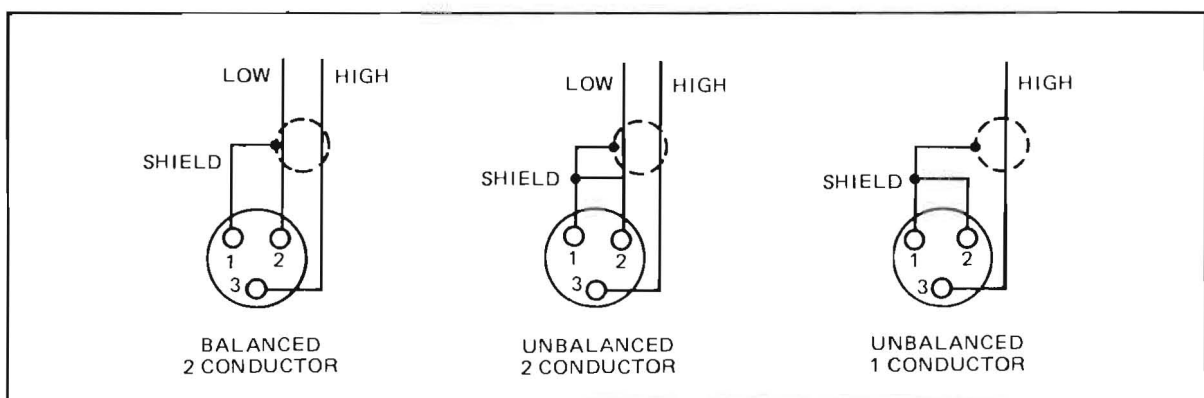 LOW HIGH
SHIELD
1 2
3
BALANCED
2 CONDUCTOR
LOW HIGH
SHIELD
1 2
3
UNBALANCED
2 CONDUCTOR
HIGH
SHIELD
1 2
3
UNBALANCED
1 CONDUCTOR